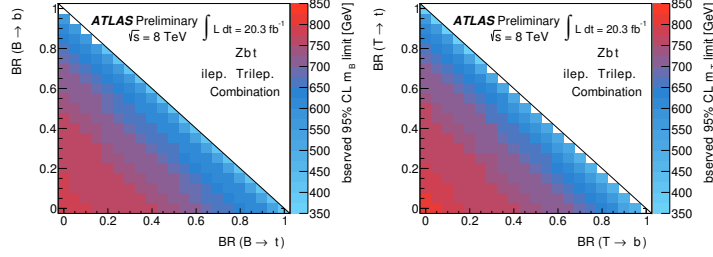 ATLAS Preliminary
√s = 8 TeV
∫ L dt = 20.3 fb⁻¹
Zb t
ilep. Trilep.
Combination
BR (B → b)
1
0.8
0.6
0.4
0.2
0
0 0.2 0.4 0.6 0.8 1
BR (B → t)
850
800
750
700
650
600
550
500
450
400
350
bserved 95% CL m_B limit [GeV]
ATLAS Preliminary
√s = 8 TeV
∫ L dt = 20.3 fb⁻¹
Zb t
ilep. Trilep.
Combination
BR (T → t)
1
0.8
0.6
0.4
0.2
0
0 0.2 0.4 0.6 0.8 1
BR (T → b)
850
800
750
700
650
600
550
500
450
400
350
bserved 95% CL m_T limit [GeV]